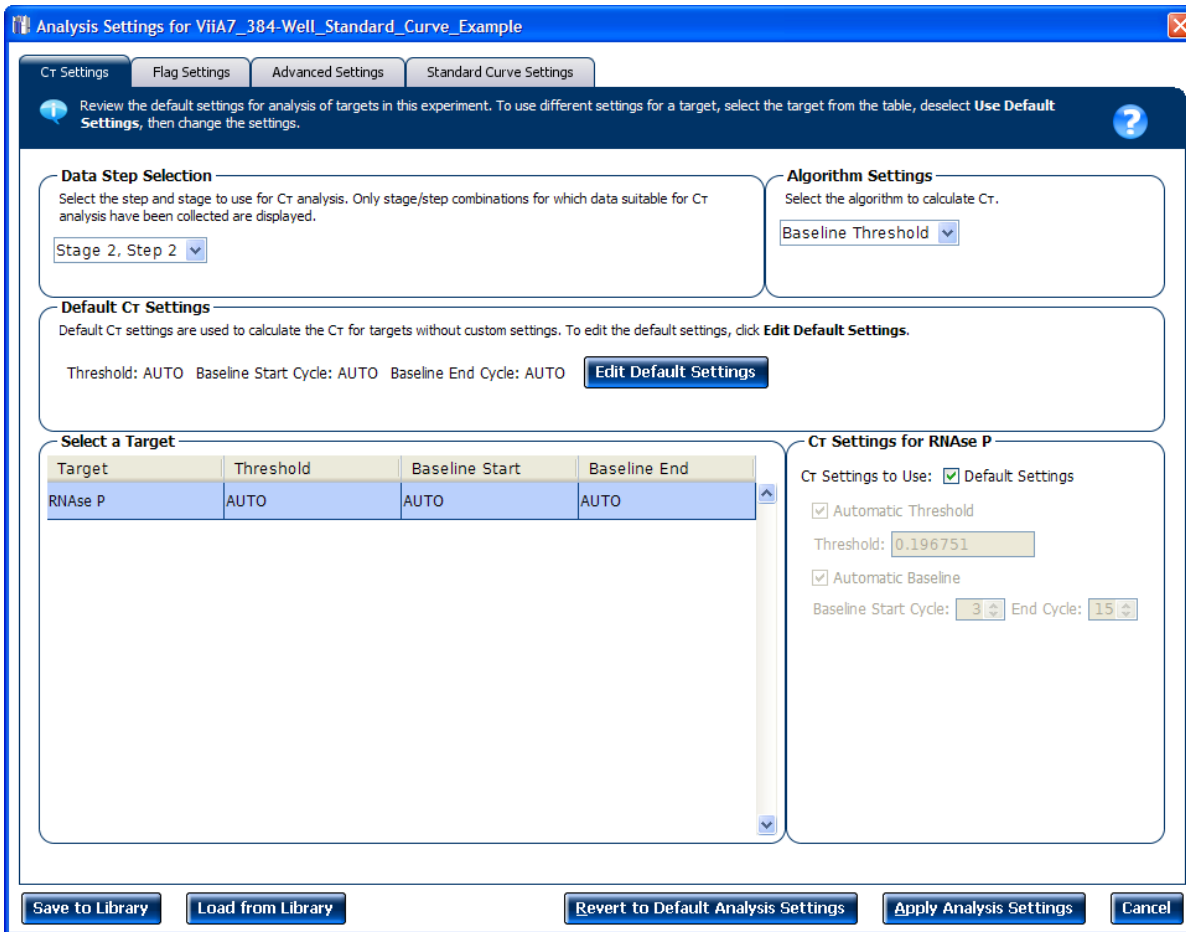 Analysis Settings for ViiA7_384-Well_Standard_Curve_Example
Cт Settings
Flag Settings
Advanced Settings
Standard Curve Settings
Review the default settings for analysis of targets in this experiment. To use different settings for a target, select the target from the table, deselect Use Default
Settings, then change the settings.
?
Data Step Selection
Select the step and stage to use for Cт analysis. Only stage/step combinations for which data suitable for Cт
analysis have been collected are displayed.
Stage 2, Step 2
Algorithm Settings
Select the algorithm to calculate Cт.
Baseline Threshold
Default Cт Settings
Default Cт settings are used to calculate the Cт for targets without custom settings. To edit the default settings, click Edit Default Settings.
Threshold: AUTO Baseline Start Cycle: AUTO Baseline End Cycle: AUTO
Edit Default Settings
Select a Target
Target Threshold Baseline Start Baseline End
RNAse P AUTO AUTO AUTO
Cт Settings for RNAse P
Cт Settings to Use: Default Settings
Automatic Threshold
Threshold: 0.196751
Automatic Baseline
Baseline Start Cycle: 3 End Cycle: 15
Save to Library
Load from Library
Revert to Default Analysis Settings
Apply Analysis Settings
Cancel